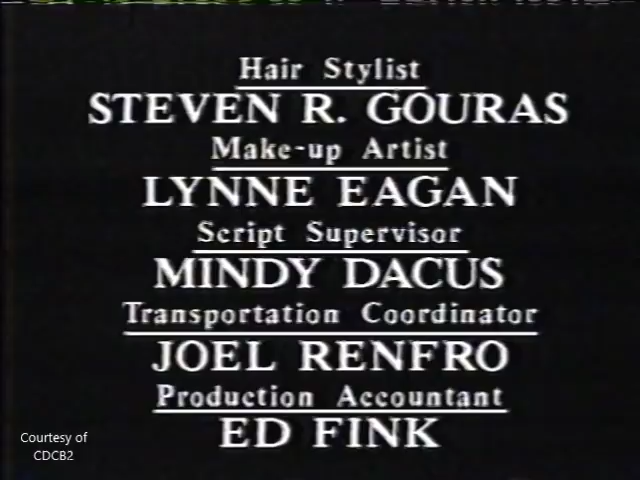 Hair Stylist
STEVEN R. GOURAS
Make-up Artist
LYNNE EAGAN
Script Supervisor
MINDY DACUS
Transportation Coordinator
JOEL RENFRO
Production Accountant
ED FINK
Courtesy of
CDCB2